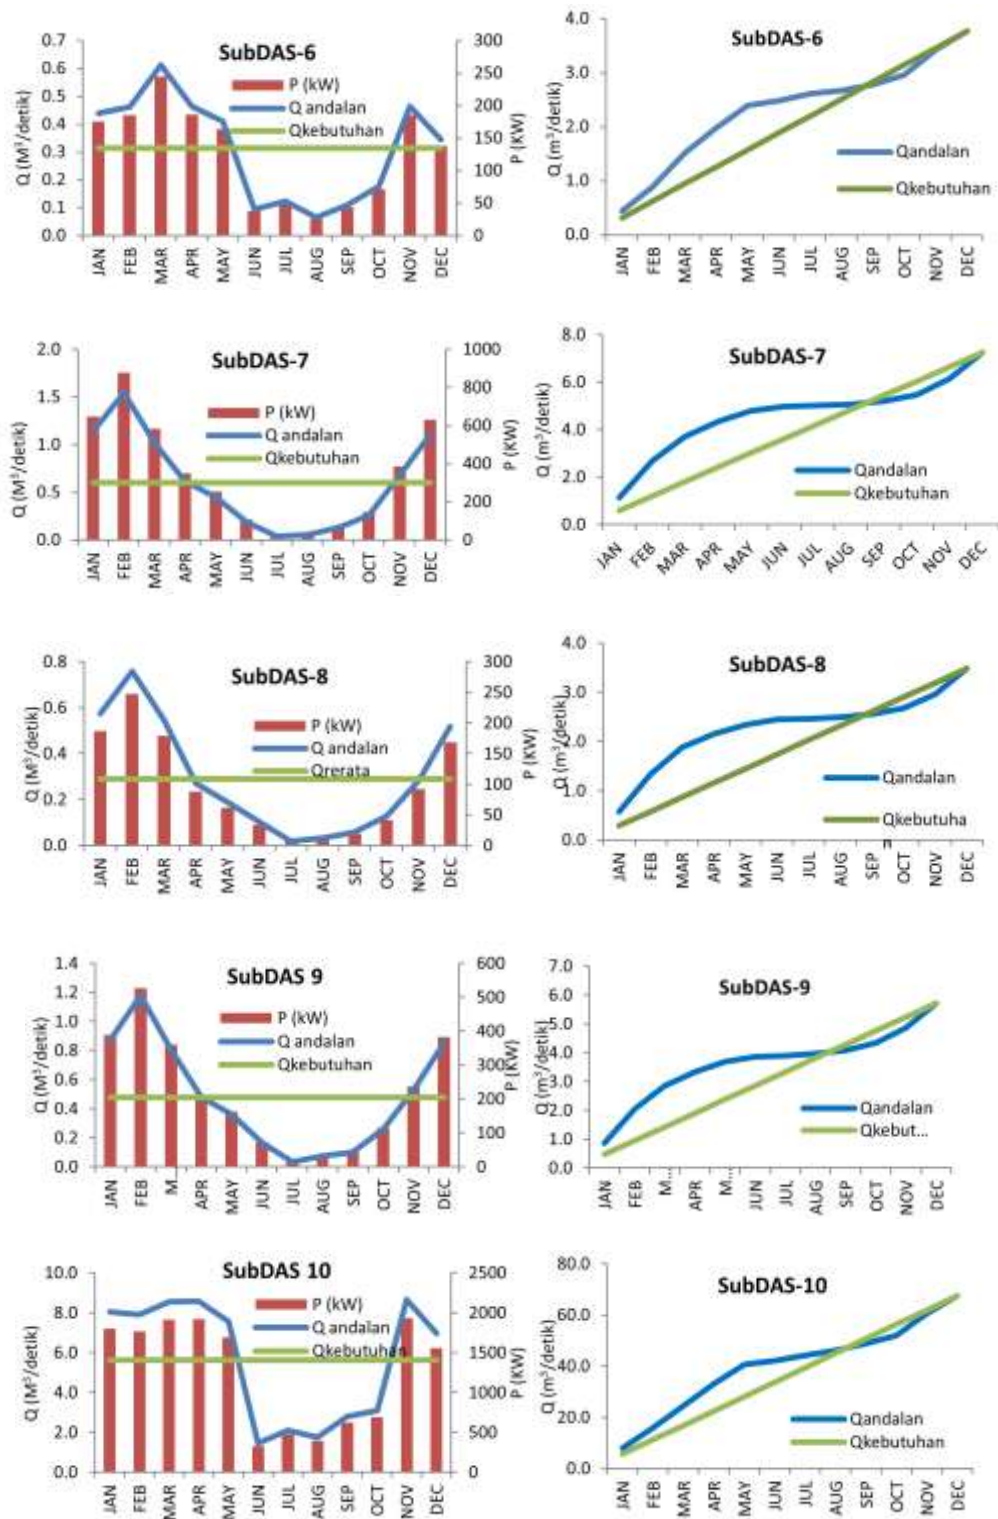 SubDAS-6
P (kW)
Q andalan
Qkebutuhan
Q (M³/detik)
0.7
0.6
0.5
0.4
0.3
0.2
0.1
0.0
300
250
200
150
100
50
0
P (KW)
JAN FEB MAR APR MAY JUN JUL AUG SEP OCT NOV DEC
SubDAS-6
Qandalan
Qkebutuhan
Q (m³/detik)
4.0
3.0
2.0
1.0
0.0
JAN FEB MAR APR MAY JUN JUL AUG SEP OCT NOV DEC
SubDAS-7
P (kW)
Q andalan
Qkebutuhan
Q (M³/detik)
2.0
1.5
1.0
0.5
0.0
1000
800
600
400
200
0
P (KW)
JAN FEB MAR APR MAY JUN JUL AUG SEP OCT NOV DEC
SubDAS-7
Qandalan
Qkebutuhan
Q (m³/detik)
8.0
6.0
4.0
2.0
0.0
JAN FEB MAR APR MAY JUN JUL AUG SEP OCT NOV DEC
SubDAS-8
P (kW)
Q andalan
Qrerata
Q (M³/detik)
0.8
0.6
0.4
0.2
0.0
300
250
200
150
100
50
0
P (KW)
JAN FEB MAR APR MAY JUN JUL AUG SEP OCT NOV DEC
SubDAS-8
Qandalan
Qkebutuha
n
Q (m³/detik)
4.0
3.0
2.0
1.0
0.0
JAN FEB MAR APR MAY JUN JUL AUG SEP OCT NOV DEC
SubDAS 9
P (kW)
Q andalan
Qkebutuhan
Q (M³/detik)
1.4
1.2
1.0
0.8
0.6
0.4
0.2
0.0
600
500
400
300
200
100
0
P (KW)
JAN FEB M… APR MAY JUN JUL AUG SEP OCT NOV DEC
SubDAS-9
Qandalan
Qkebut...
Q (m³/detik)
7.0
6.0
5.0
4.0
3.0
2.0
1.0
0.0
JAN FEB M... APR M... JUN JUL AUG SEP OCT NOV DEC
SubDAS 10
P (kW)
Q andalan
Qkebutuhan
Q (M³/detik)
10.0
8.0
6.0
4.0
2.0
0.0
2500
2000
1500
1000
500
0
P (KW)
JAN FEB MAR APR MAY JUN JUL AUG SEP OCT NOV DEC
SubDAS-10
Qandalan
Qkebutuhan
Q (m³/detik)
80.0
60.0
40.0
20.0
0.0
JAN FEB MAR APR MAY JUN JUL AUG SEP OCT NOV DEC